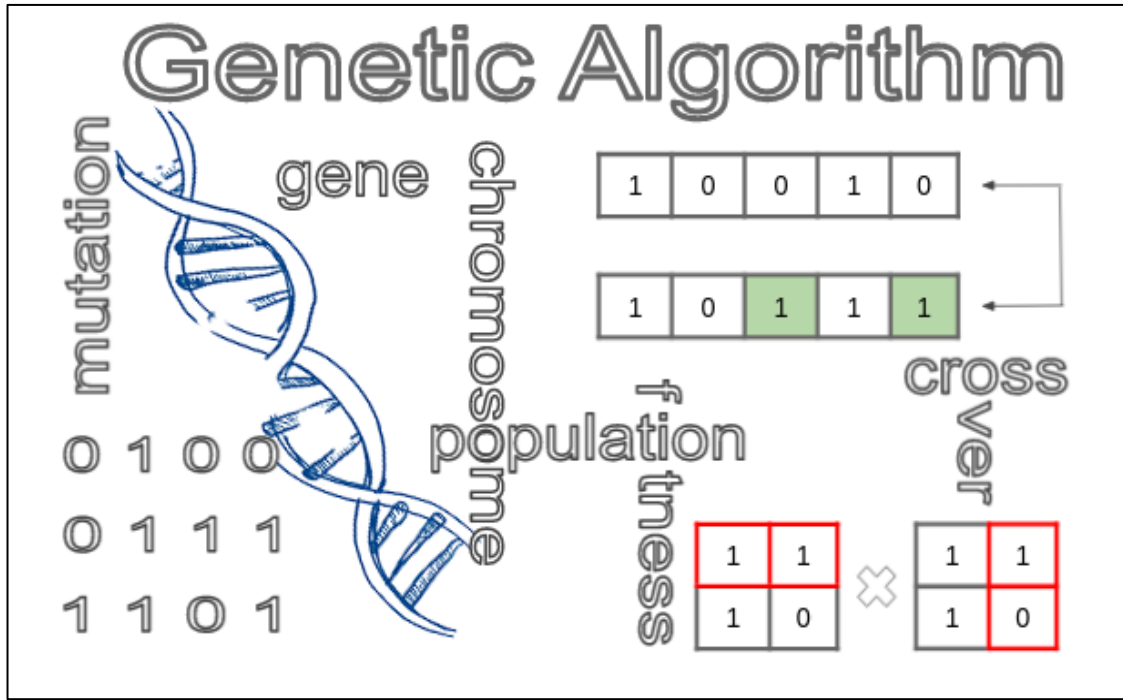 Genetic Algorithm
mutation
gene
chromosome
1 0 0 1 0
1 0 1 1 1
cross
ver
population
f
tness
0 1 0 0
0 1 1 1
1 1 0 1
1 1
1 0
1 1
1 0